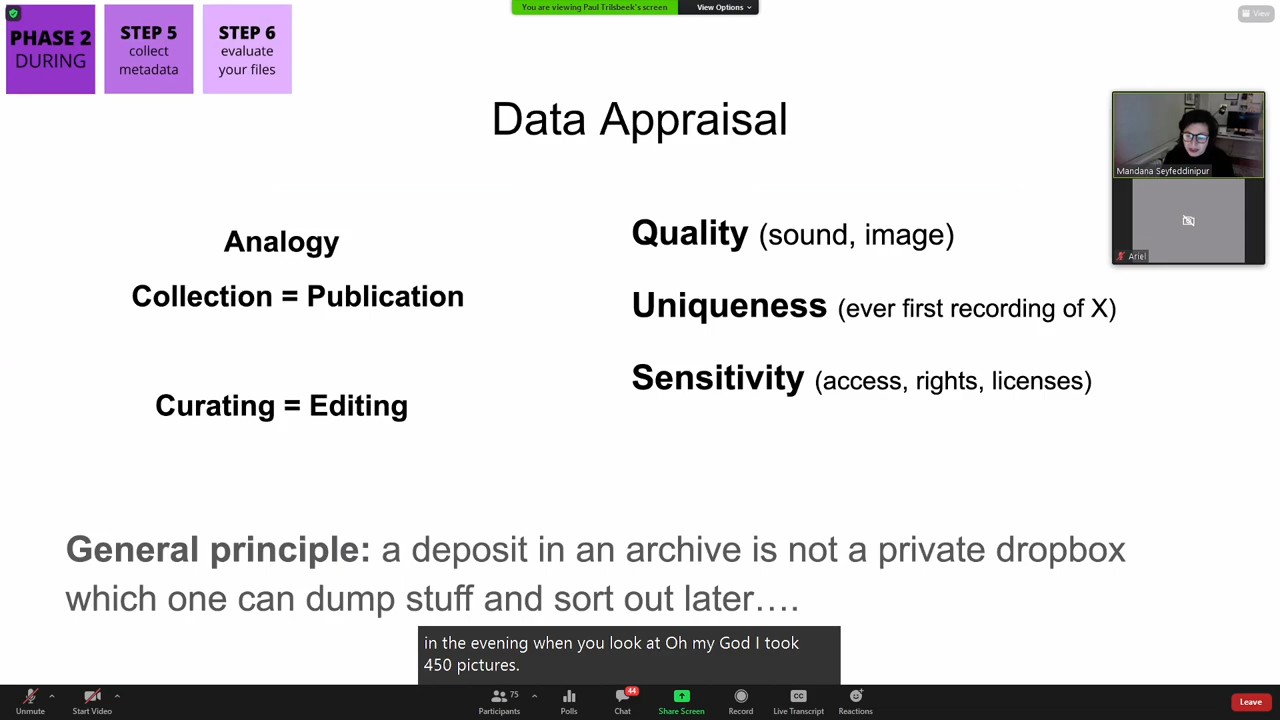 You are viewing Paul Trilsbeek's screen
View Options
View
PHASE 2
DURING
STEP 5
collect
metadata
STEP 6
evaluate
your files
Data Appraisal
Mandana Seyfeddinipur
Ariel
Analogy
Collection = Publication
Curating = Editing
Quality (sound, image)
Uniqueness (ever first recording of X)
Sensitivity (access, rights, licenses)
General principle: a deposit in an archive is not a private dropbox
which one can dump stuff and sort out later….
in the evening when you look at Oh my God I took
450 pictures.
Unmute
Start Video
75
Participants
Polls
44
Chat
Share Screen
Record
CC
Live Transcript
Reactions
Leave